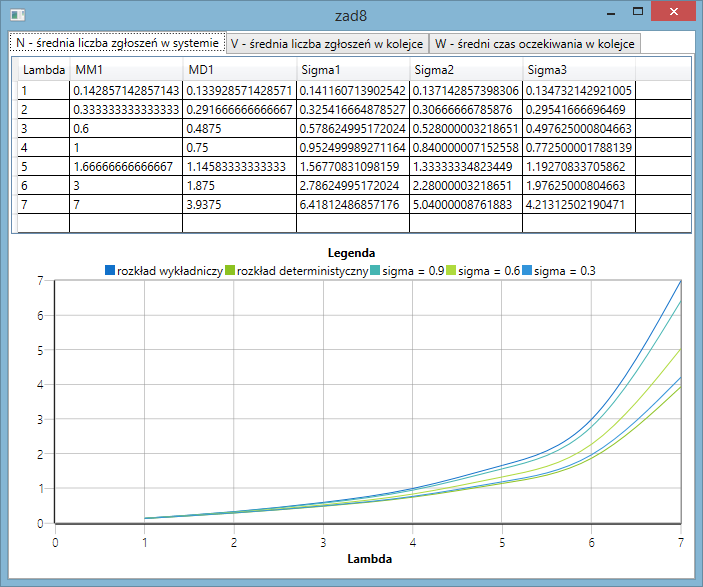 zad8
N - średnia liczba zgłoszeń w systemie V - średnia liczba zgłoszeń w kolejce W - średni czas oczekiwania w kolejce
Lambda MM1 MD1 Sigma1 Sigma2 Sigma3
1 0.142857142857143 0.133928571428571 0.141160713902542 0.137142857398306 0.134732142921005
2 0.333333333333333 0.291666666666667 0.325416664878527 0.30666666785876 0.29541666696469
3 0.6 0.4875 0.578624995172024 0.528000003218651 0.497625000804663
4 1 0.75 0.952499989271164 0.840000007152558 0.772500001788139
5 1.66666666666667 1.14583333333333 1.56770831098159 1.33333334823449 1.19270833705862
6 3 1.875 2.78624995172024 2.28000003218651 1.97625000804663
7 7 3.9375 6.41812486857176 5.04000008761883 4.21312502190471
Legenda
rozkład wykładniczy rozkład deterministyczny sigma = 0.9 sigma = 0.6 sigma = 0.3
7
6
5
4
3
2
1
0
0 1 2 3 4 5 6 7
Lambda